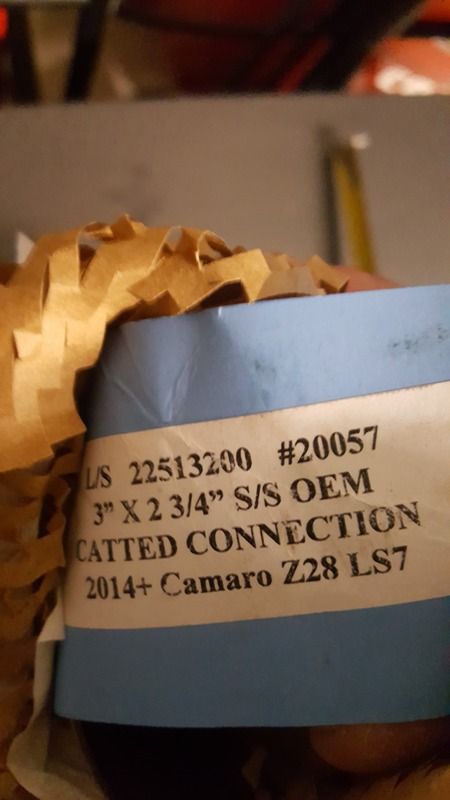 L/S 22513200 #20057
3" X 2 3/4" S/S OEM
CATTED CONNECTION
2014+ Camaro Z28 LS7